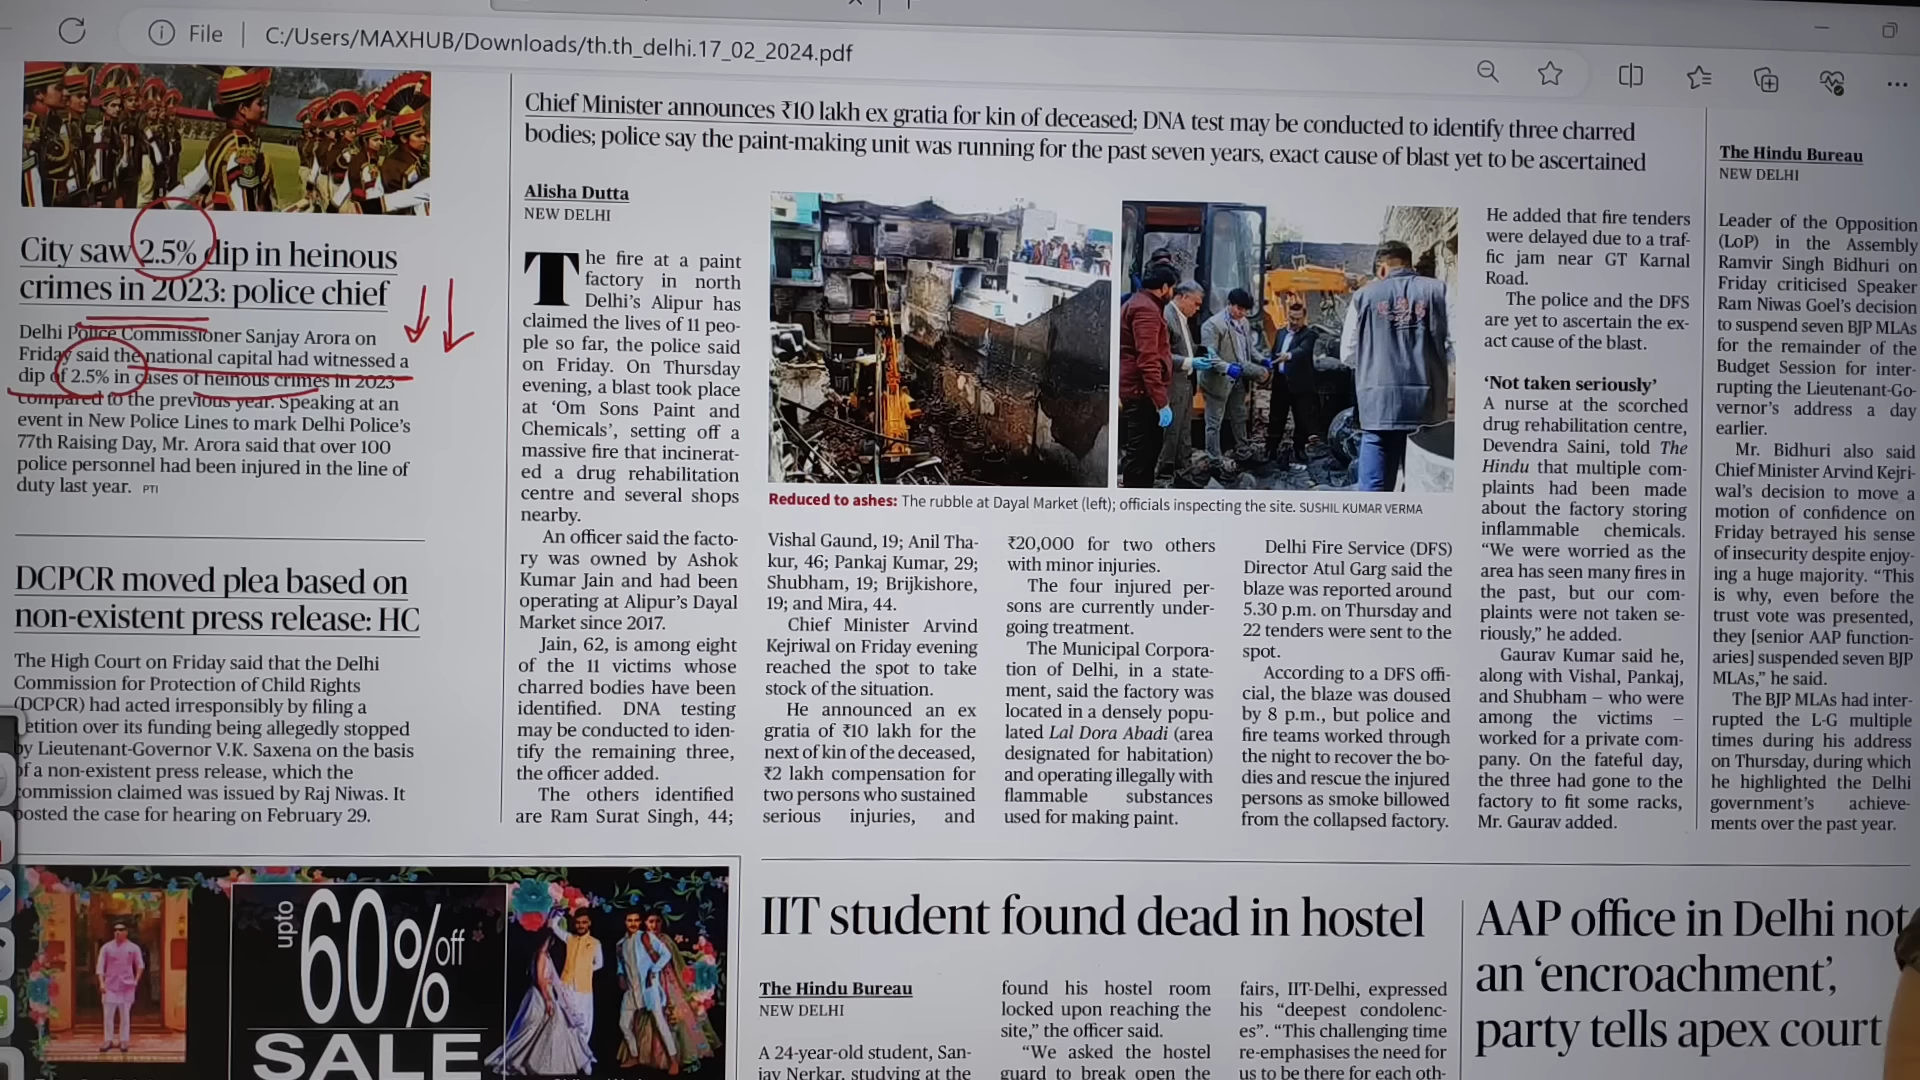 File
C:/Users/MAXHUB/Downloads/th.th_delhi.17_02_2024.pdf
City saw 2.5% dip in heinous
crimes in 2023: police chief
Delhi Police Commissioner Sanjay Arora on
Friday said the national capital had witnessed a
dip of 2.5% in cases of heinous crimes in 2023
compared to the previous year. Speaking at an
event in New Police Lines to mark Delhi Police's
77th Raising Day, Mr. Arora said that over 100
police personnel had been injured in the line of
duty last year. PTI
DCPCR moved plea based on
non-existent press release: HC
The High Court on Friday said that the Delhi
Commission for Protection of Child Rights
(DCPCR) had acted irresponsibly by filing a
etition over its funding being allegedly stopped
by Lieutenant-Governor V.K. Saxena on the basis
of a non-existent press release, which the
commission claimed was issued by Raj Niwas. It
posted the case for hearing on February 29.
upto
60% off
SALE
Chief Minister announces ₹10 lakh ex gratia for kin of deceased; DNA test may be conducted to identify three charred
bodies; police say the paint-making unit was running for the past seven years, exact cause of blast yet to be ascertained
Alisha Dutta
NEW DELHI
The fire at a paint
factory in north
Delhi's Alipur has
claimed the lives of 11 peo-
ple so far, the police said
on Friday. On Thursday
evening, a blast took place
at 'Om Sons Paint and
Chemicals', setting off a
massive fire that incinerat-
ed a drug rehabilitation
centre and several shops
nearby.
An officer said the facto-
ry was owned by Ashok
Kumar Jain and had been
operating at Alipur's Dayal
Market since 2017.
Jain, 62, is among eight
of the 11 victims whose
charred bodies have been
identified. DNA testing
may be conducted to iden-
tify the remaining three,
the officer added.
The others identified
are Ram Surat Singh, 44;
Reduced to ashes: The rubble at Dayal Market (left); officials inspecting the site. SUSHIL KUMAR VERMA
Vishal Gaund, 19; Anil Tha-
kur, 46; Pankaj Kumar, 29;
Shubham, 19; Brijkishore,
19; and Mira, 44.
Chief Minister Arvind
Kejriwal on Friday evening
reached the spot to take
stock of the situation.
He announced an ex
gratia of ₹10 lakh for the
next of kin of the deceased,
₹2 lakh compensation for
two persons who sustained
serious injuries, and
₹20,000 for two others
with minor injuries.
The four injured per-
sons are currently under-
going treatment.
The Municipal Corpora-
tion of Delhi, in a state-
ment, said the factory was
located in a densely popu-
lated Lal Dora Abadi (area
designated for habitation)
and operating illegally with
flammable substances
used for making paint.
Delhi Fire Service (DFS)
Director Atul Garg said the
blaze was reported around
5.30 p.m. on Thursday and
22 tenders were sent to the
spot.
According to a DFS offi-
cial, the blaze was doused
by 8 p.m., but police and
fire teams worked through
the night to recover the bo-
dies and rescue the injured
persons as smoke billowed
from the collapsed factory.
He added that fire tenders
were delayed due to a traf-
fic jam near GT Karnal
Road.
The police and the DFS
are yet to ascertain the ex-
act cause of the blast.
'Not taken seriously'
A nurse at the scorched
drug rehabilitation centre,
Devendra Saini, told The
Hindu that multiple com-
plaints had been made
about the factory storing
inflammable chemicals.
"We were worried as the
area has seen many fires in
the past, but our com-
plaints were not taken se-
riously," he added.
Gaurav Kumar said he,
along with Vishal, Pankaj,
and Shubham – who were
among the victims –
worked for a private com-
pany. On the fateful day,
the three had gone to the
factory to fit some racks,
Mr. Gaurav added.
The Hindu Bureau
NEW DELHI
Leader of the Opposition
(LoP) in the Assembly
Ramvir Singh Bidhuri on
Friday criticised Speaker
Ram Niwas Goel's decision
to suspend seven BJP MLAs
for the remainder of the
Budget Session for inter-
rupting the Lieutenant-Go-
vernor's address a day
earlier.
Mr. Bidhuri also said
Chief Minister Arvind Kejri-
wal's decision to move a
motion of confidence on
Friday betrayed his sense
of insecurity despite enjoy-
ing a huge majority. "This
is why, even before the
trust vote was presented,
they [senior AAP function-
aries] suspended seven BJP
MLAs," he said.
The BJP MLAs had inter-
rupted the L-G multiple
times during his address
on Thursday, during which
he highlighted the Delhi
government's achieve-
ments over the past year.
IIT student found dead in hostel
The Hindu Bureau
NEW DELHI
A 24-year-old student, San-
jay Nerkar, studying at the
found his hostel room
locked upon reaching the
site," the officer said.
"We asked the hostel
guard to break open the
fairs, IIT-Delhi, expressed
his "deepest condolenc-
es". "This challenging time
re-emphasises the need for
us to be there for each oth-
AAP office in Delhi not
an 'encroachment',
party tells apex court